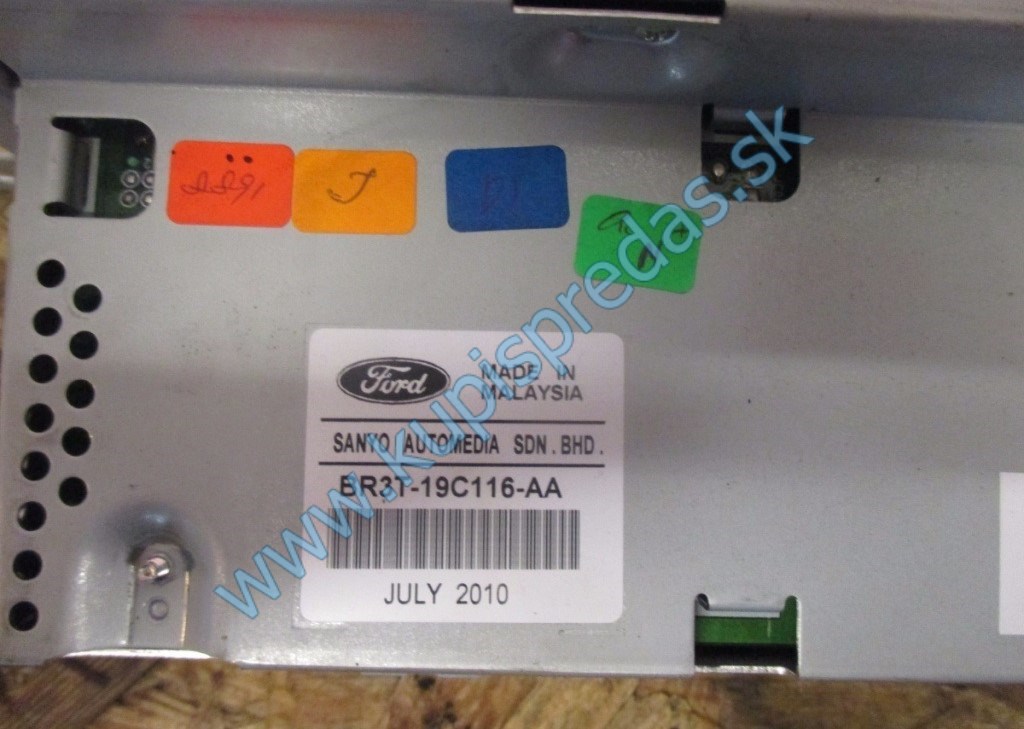 J
Ford
MADE IN
MALAYSIA
SANYO AUTOMEDIA SDN. BHD.
BR3T-19C116-AA
JULY 2010
www.kupispredas.sk